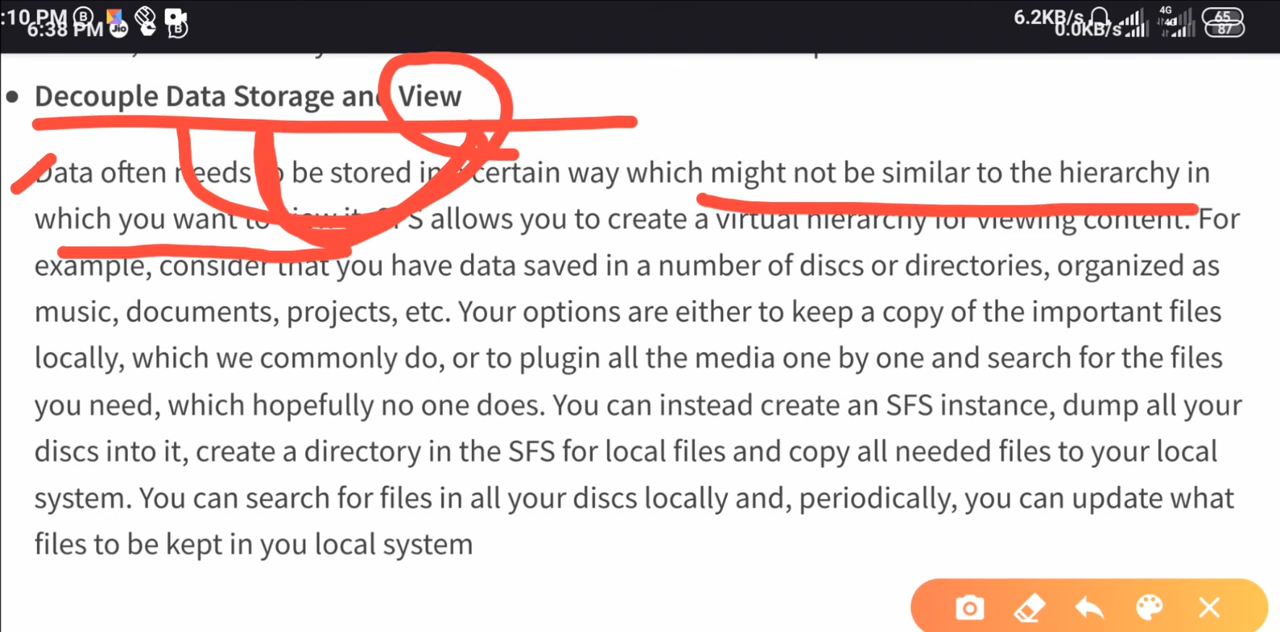 :10 PM
6:38 PM
6.2KB/s 4G 65
0.0KB/s 4G 87
• Decouple Data Storage and View
Data often needs to be stored in certain way which might not be similar to the hierarchy in
which you want to SFS allows you to create a virtual hierarchy for viewing content. For
example, consider that you have data saved in a number of discs or directories, organized as
music, documents, projects, etc. Your options are either to keep a copy of the important files
locally, which we commonly do, or to plugin all the media one by one and search for the files
you need, which hopefully no one does. You can instead create an SFS instance, dump all your
discs into it, create a directory in the SFS for local files and copy all needed files to your local
system. You can search for files in all your discs locally and, periodically, you can update what
files to be kept in you local system